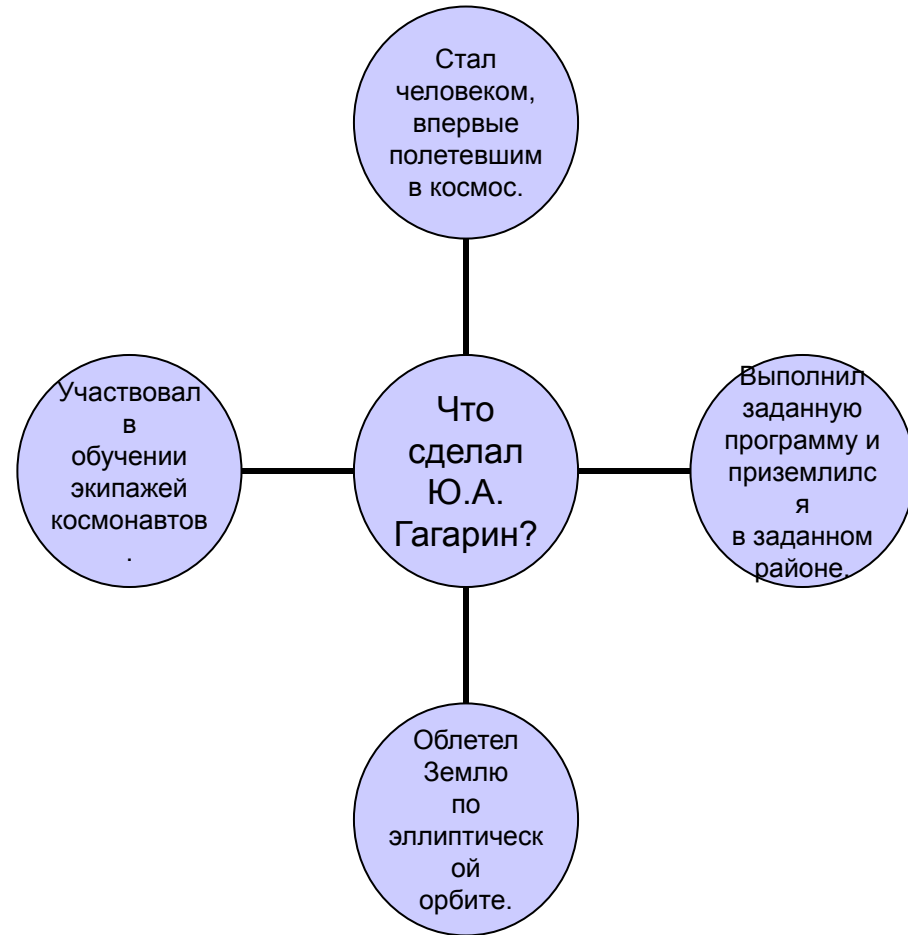 Стал
человеком,
впервые
полетевшим
в космос.
Участвовал
в
обучении
экипажей
космонавтов
.
Что
сделал
Ю.А.
Гагарин?
Выполнил
заданную
программу и
приземлилс
я
в заданном
районе.
Облетел
Землю
по
эллиптическ
ой
орбите.